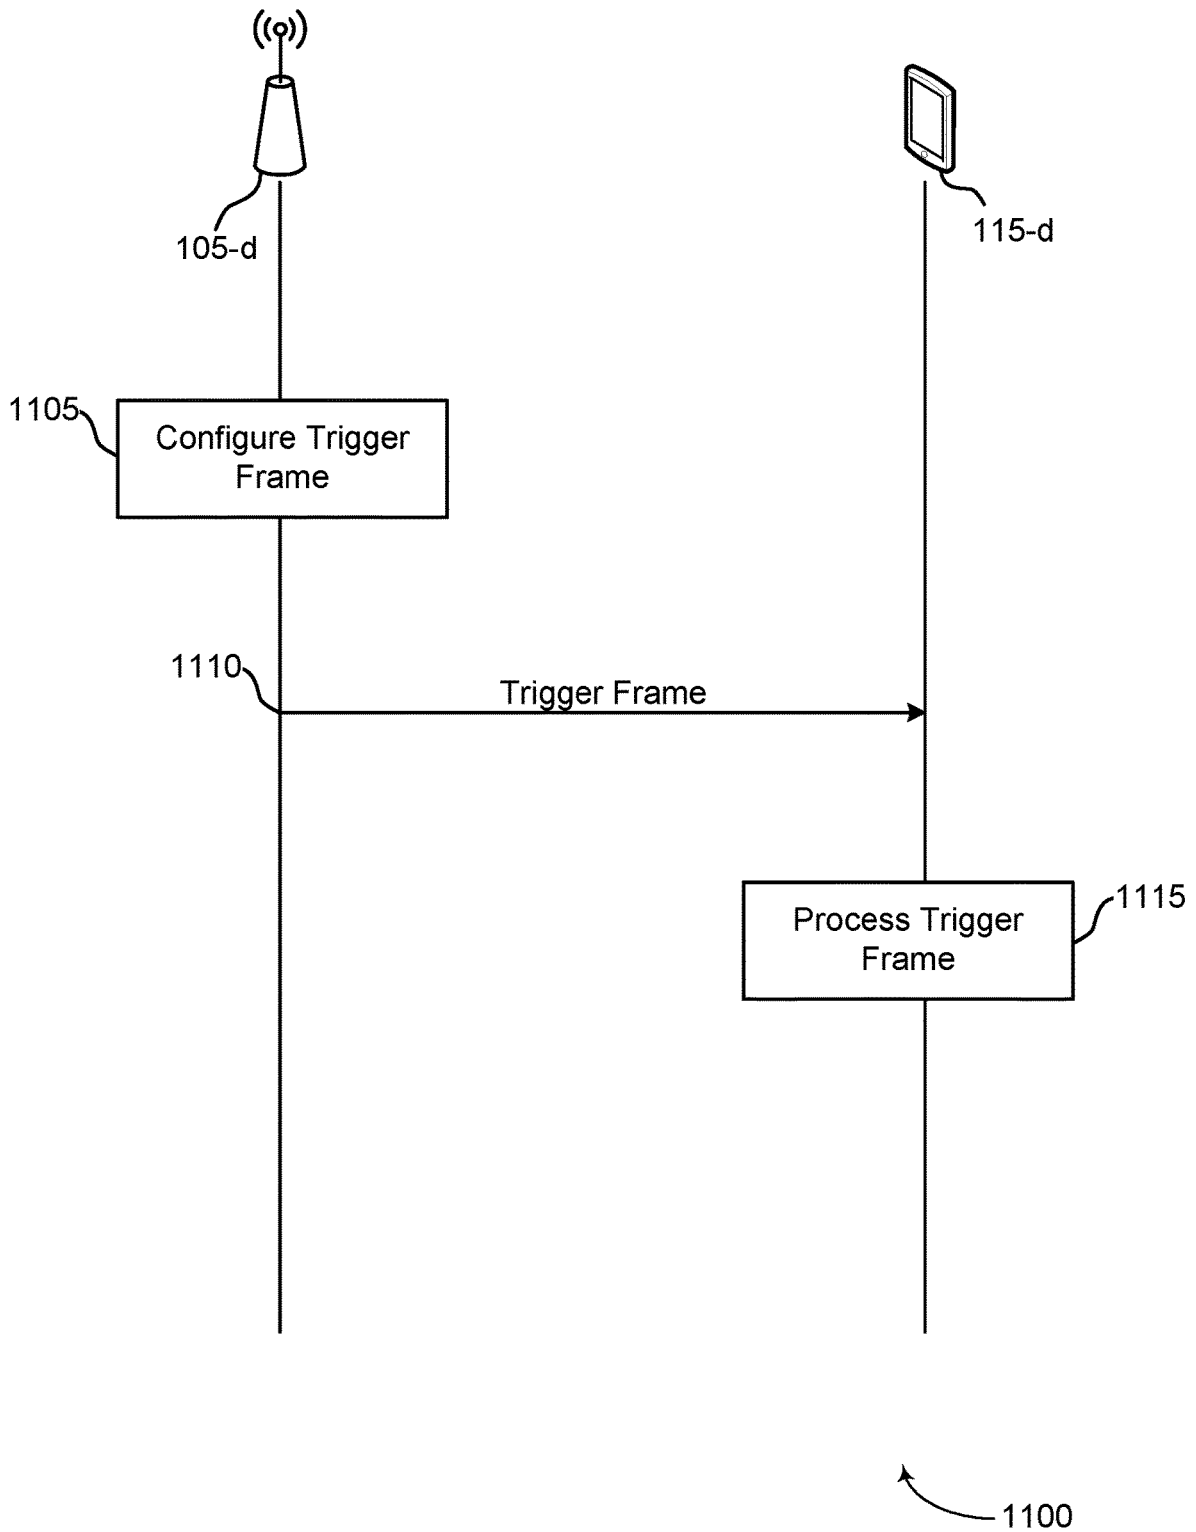 105-d
115-d
1105
Configure Trigger
Frame
1110
Trigger Frame
Process Trigger
Frame
1115
1100